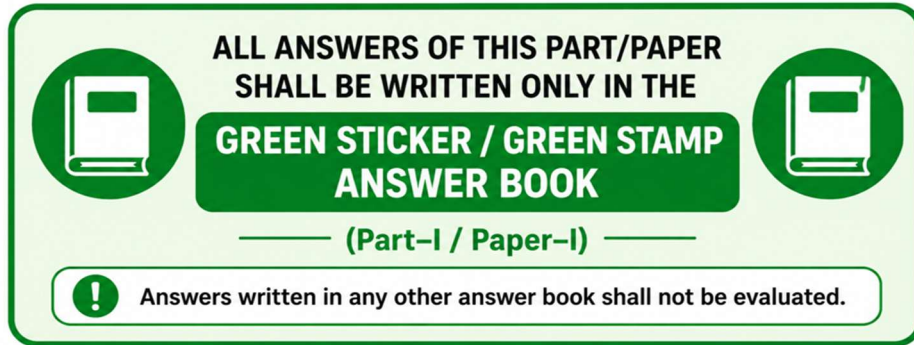 ALL ANSWERS OF THIS PART/PAPER
SHALL BE WRITTEN ONLY IN THE
GREEN STICKER / GREEN STAMP
ANSWER BOOK
(Part–I / Paper–I)
! Answers written in any other answer book shall not be evaluated.